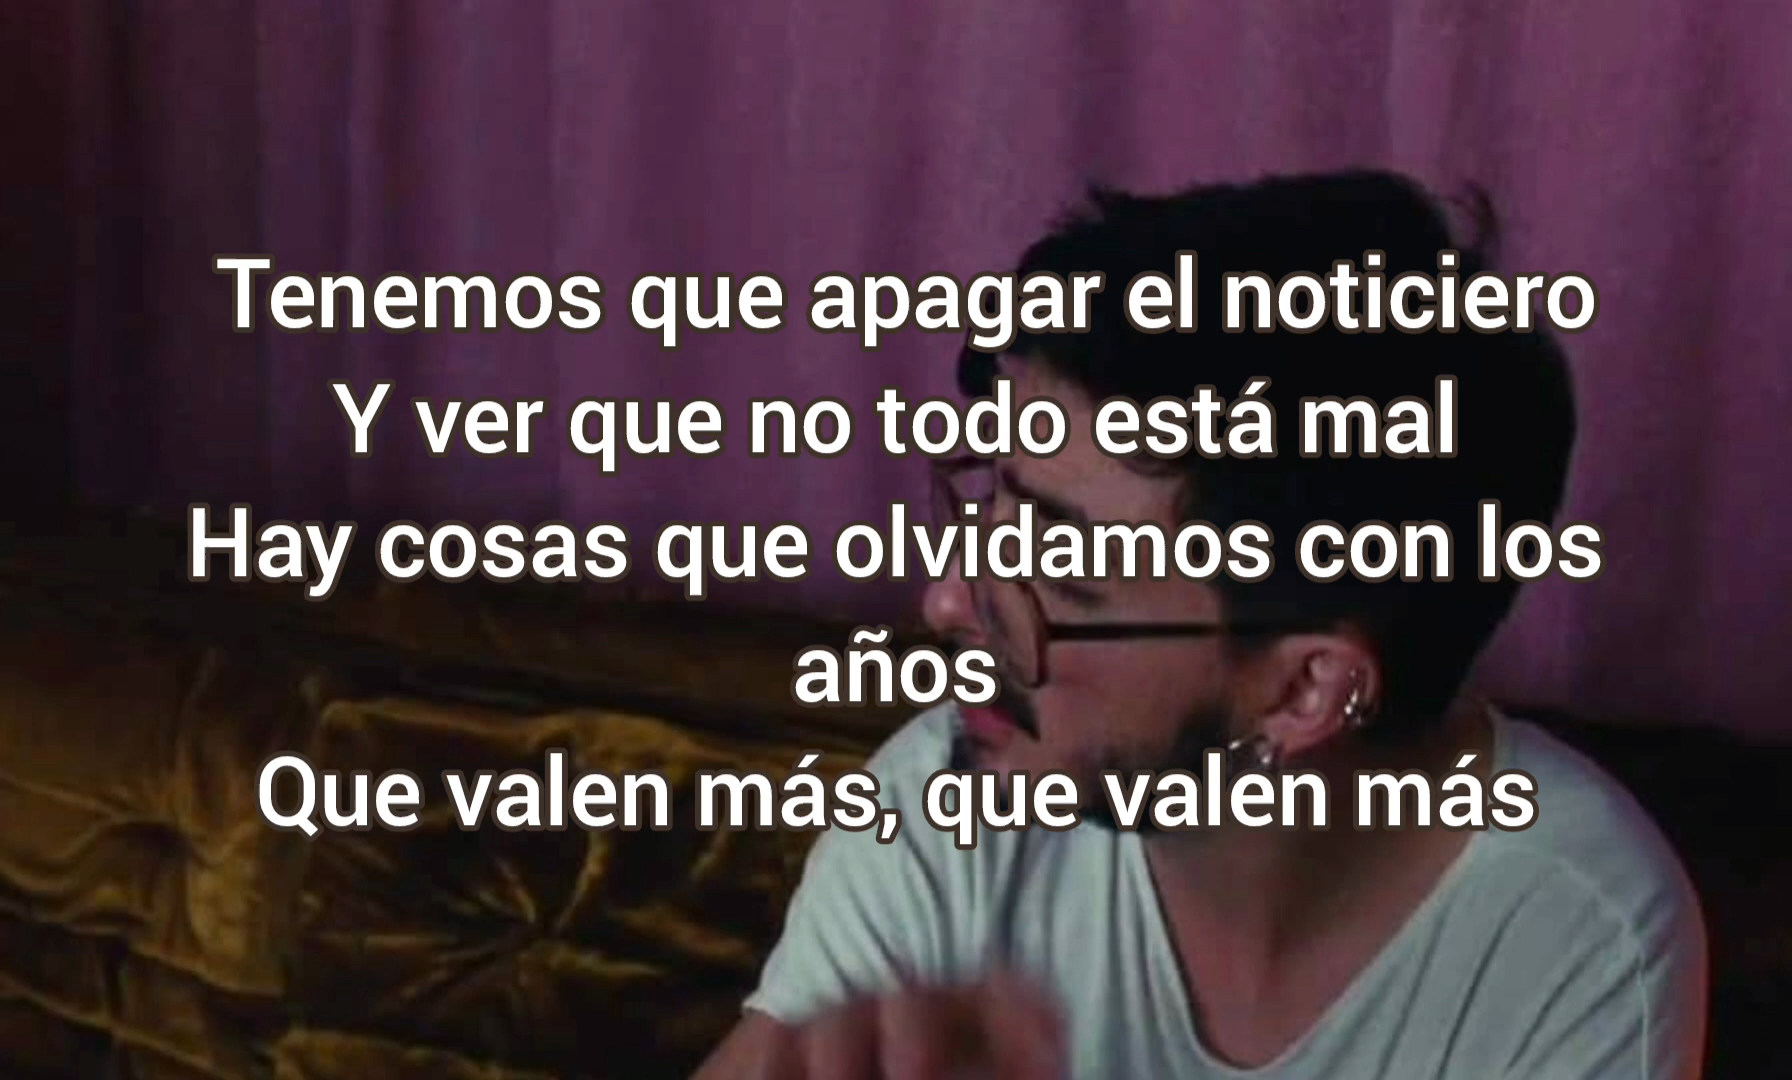 Tenemos que apagar el noticiero
Y ver que no todo está mal
Hay cosas que olvidamos con los
años
Que valen más, que valen más